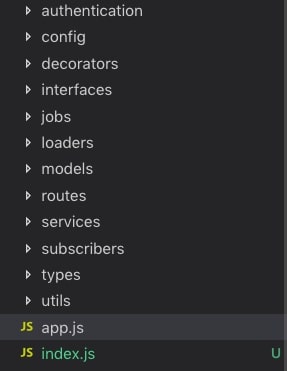 authentication
config
decorators
interfaces
jobs
loaders
models
routes
services
subscribers
types
utils
JS app.js
JS index.js U